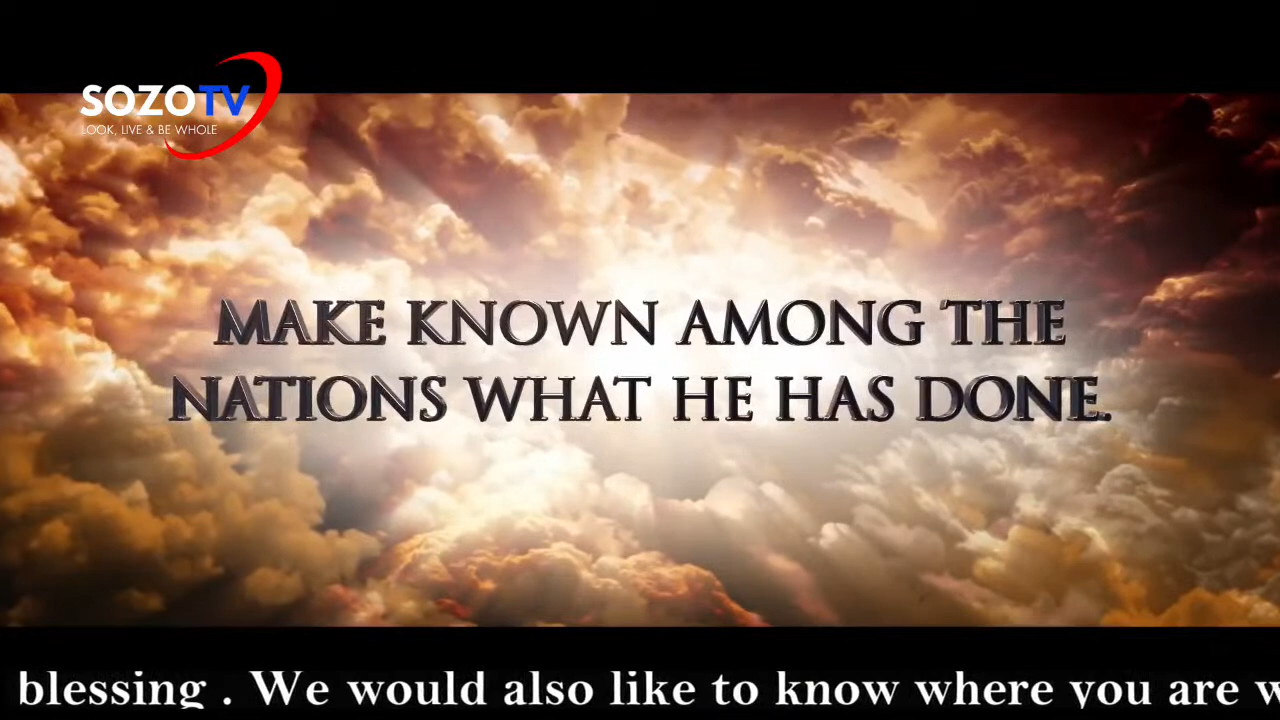 SOZOTV
LOOK, LIVE & BE WHOLE
MAKE KNOWN AMONG THE
NATIONS WHAT HE HAS DONE.
blessing . We would also like to know where you are